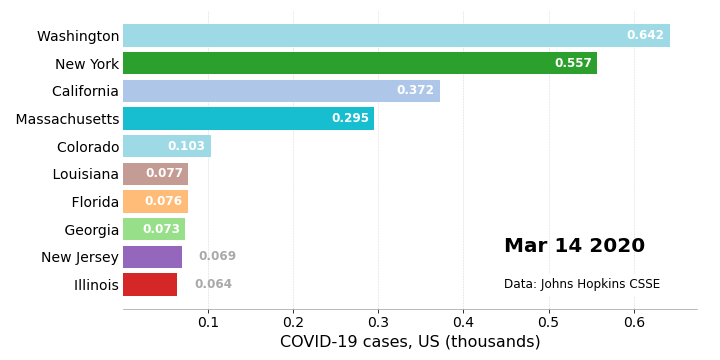 Washington 0.642
New York 0.557
California 0.372
Massachusetts 0.295
Colorado 0.103
Louisiana 0.077
Florida 0.076
Georgia 0.073
New Jersey 0.069
Illinois 0.064
Mar 14 2020
Data: Johns Hopkins CSSE
0.1 0.2 0.3 0.4 0.5 0.6
COVID-19 cases, US (thousands)